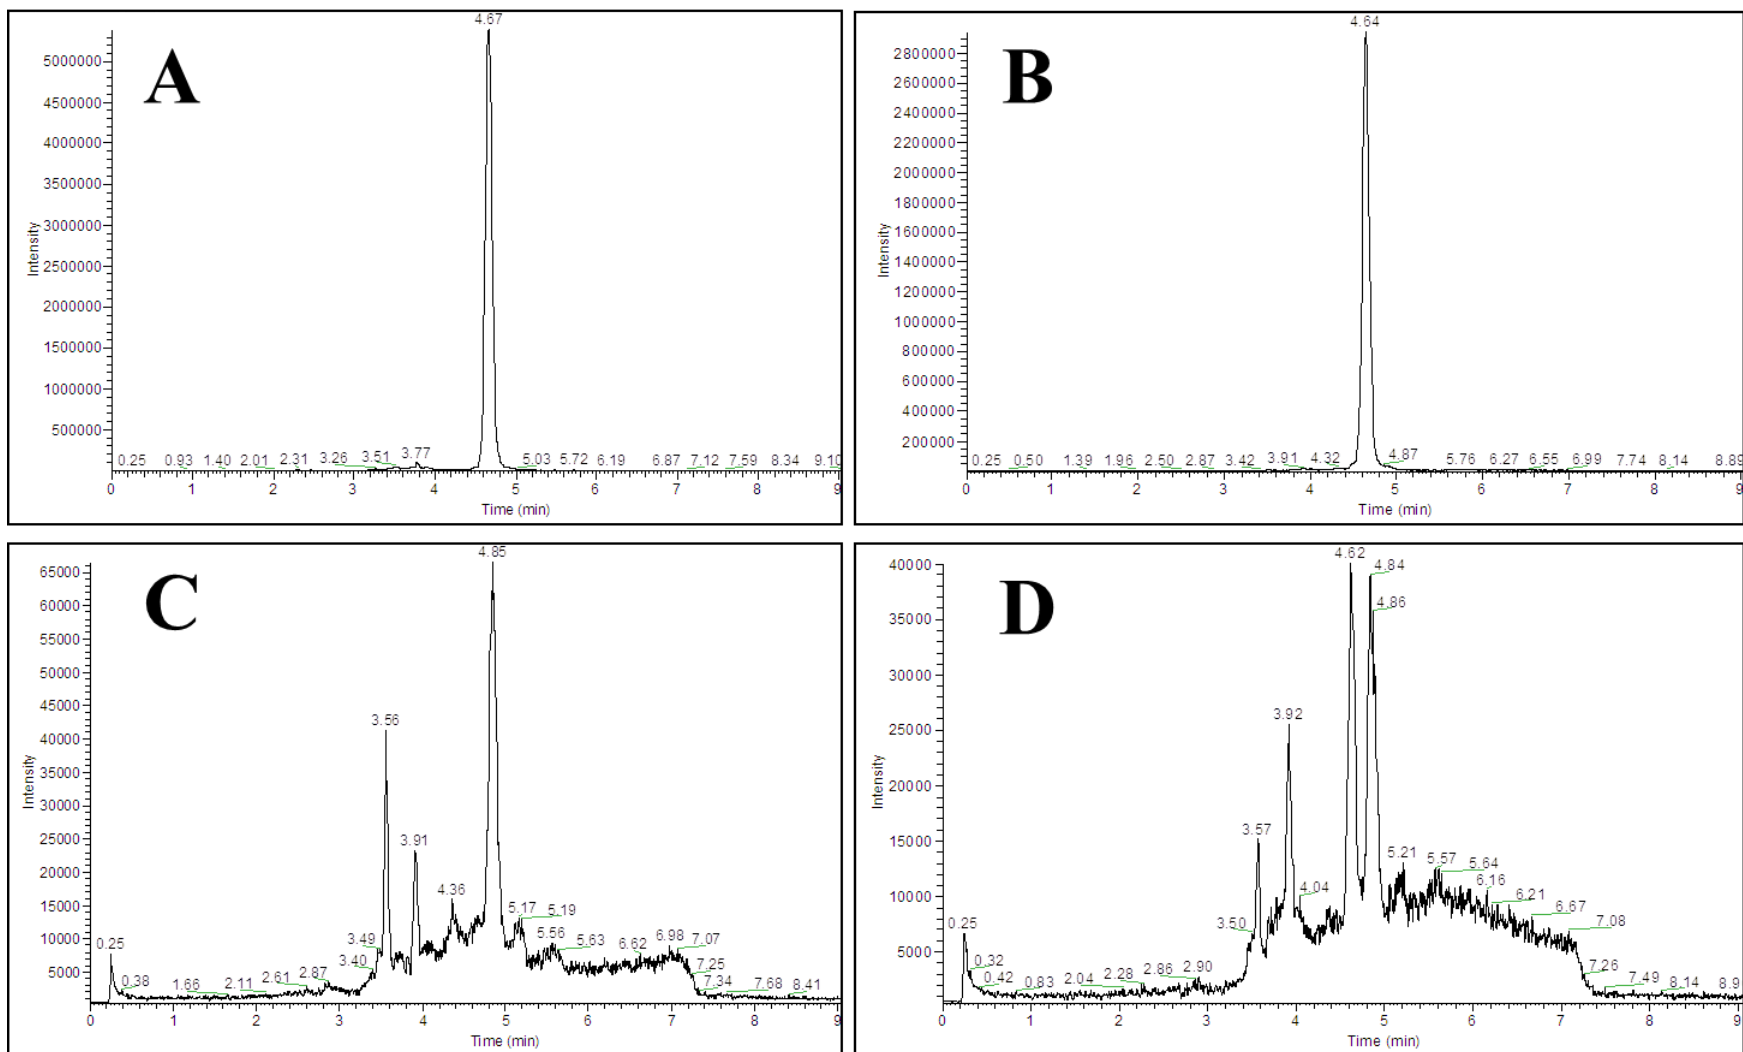 4.67
5000000
A
4500000
4000000
3500000
3000000
Intensity
2500000
2000000
1500000
1000000
500000
0.25 0.93 1.40 2.01 2.31 3.26 3.51 3.77 5.03 5.72 6.19 6.87 7.12 7.59 8.34 9.10
0 1 2 3 4 5 6 7 8 9
Time (min)
4.64
2800000
B
2600000
2400000
2200000
2000000
1800000
1600000
Intensity
1400000
1200000
1000000
800000
600000
400000
200000
0.25 0.50 1.39 1.96 2.50 2.87 3.42 3.91 4.32 4.87 5.76 6.27 6.55 6.99 7.74 8.14 8.89
0 1 2 3 4 5 6 7 8 9
Time (min)
4.85
65000
C
60000
55000
50000
45000
3.56
40000
35000
30000
Intensity
25000
3.91
20000
4.36
15000
5.17 5.19
10000
0.25 3.49 5.56 5.63 6.62 6.98 7.07
3.40 7.25
5000
0.38 1.66 2.11 2.61 2.87 7.34 7.68 8.41
0 1 2 3 4 5 6 7 8 9
Time (min)
4.62
40000
4.84
D
4.86
35000
30000
3.92
25000
Intensity
20000
3.57
15000
5.21 5.57 5.64
4.04 6.16
10000
6.21
3.50 6.67
7.08
0.25
5000
0.32 7.26
0.42 0.83 2.04 2.28 2.86 2.90 7.49 8.14 8.9
0 1 2 3 4 5 6 7 8 9
Time (min)